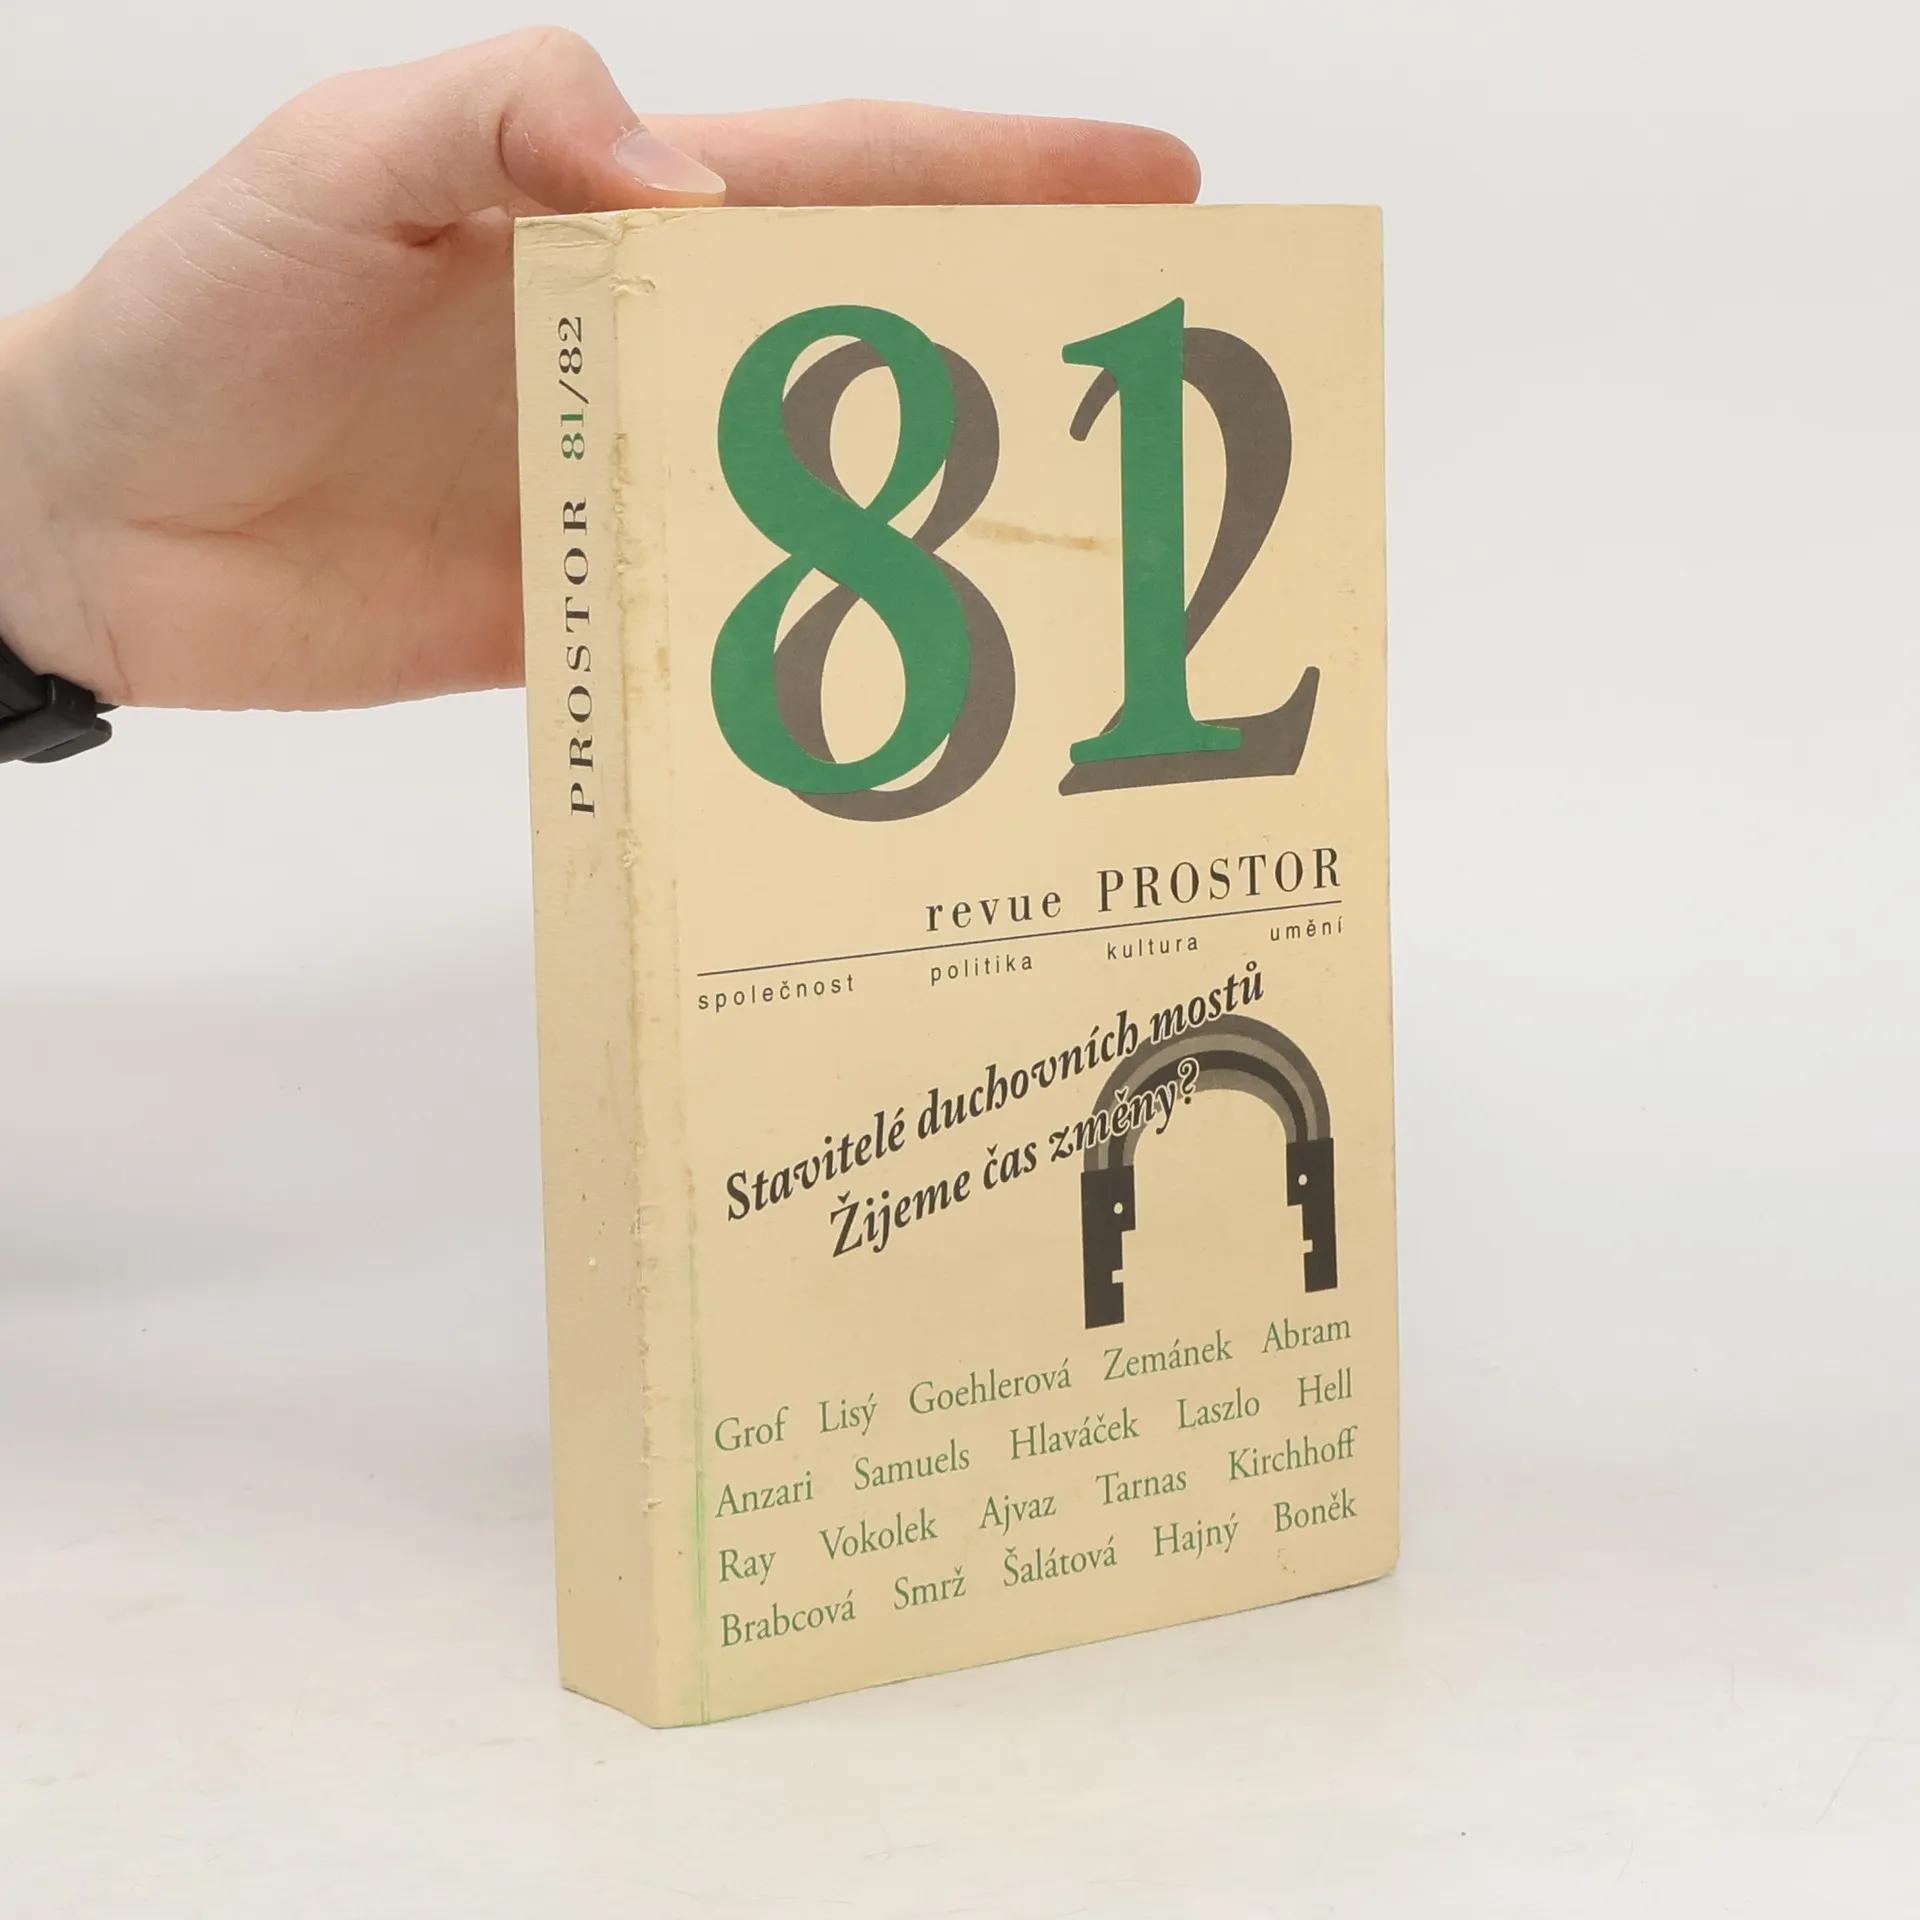 PROSTOR 81/82
81
82
revue PROSTOR
společnost politika kultura umění
Stavitelé duchovních mostů
Žijeme čas změny?
Grof Lisý Goehlerová Zemánek Abram
Anzari Samuels Hlaváček Laszlo Hell
Ray Vokolek Ajvaz Tarnas Kirchhoff
Brabcová Smrž Šalátová Hajný Boněk